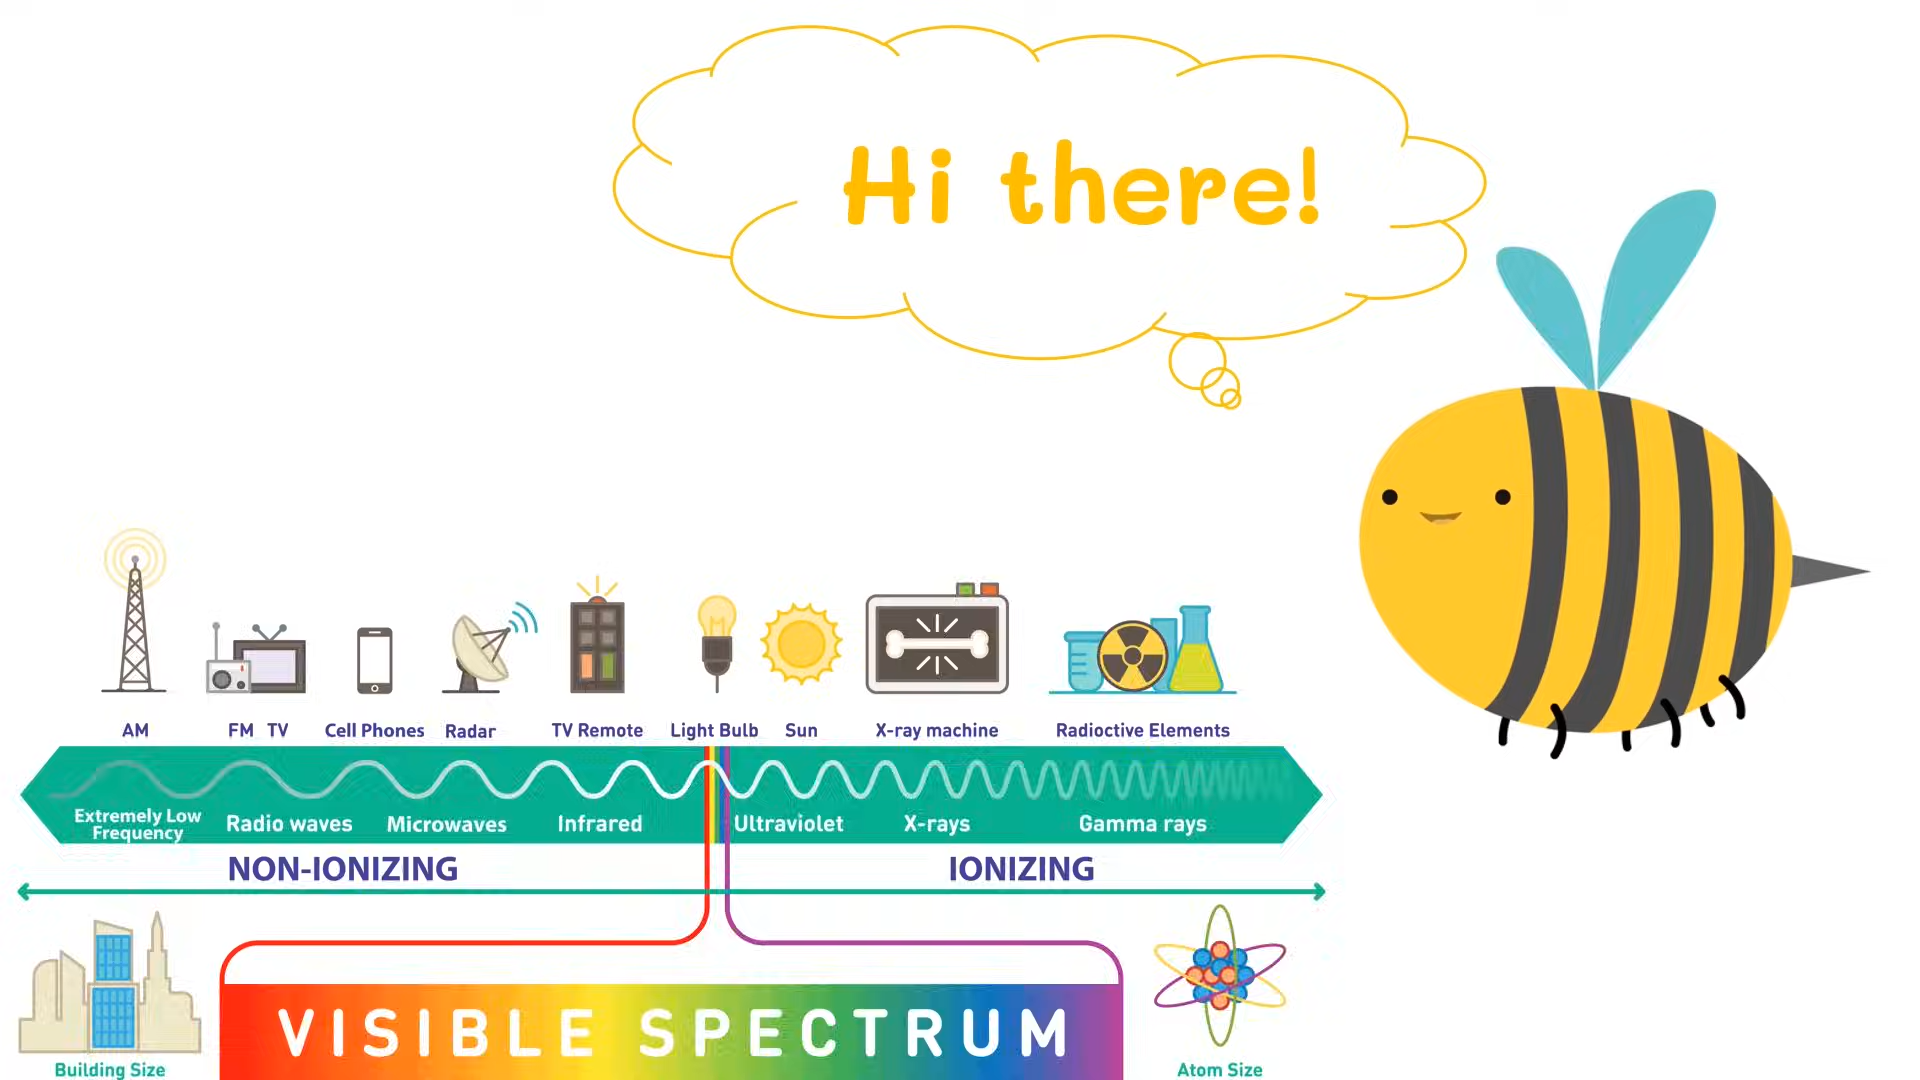 Hi there!
AM
FM TV
Cell Phones
Radar
TV Remote
Light Bulb
Sun
X-ray machine
Radioctive Elements
Extremely Low
Frequency
Radio waves
Microwaves
Infrared
Ultraviolet
X-rays
Gamma rays
NON-IONIZING
IONIZING
VISIBLE SPECTRUM
Building Size
Atom Size